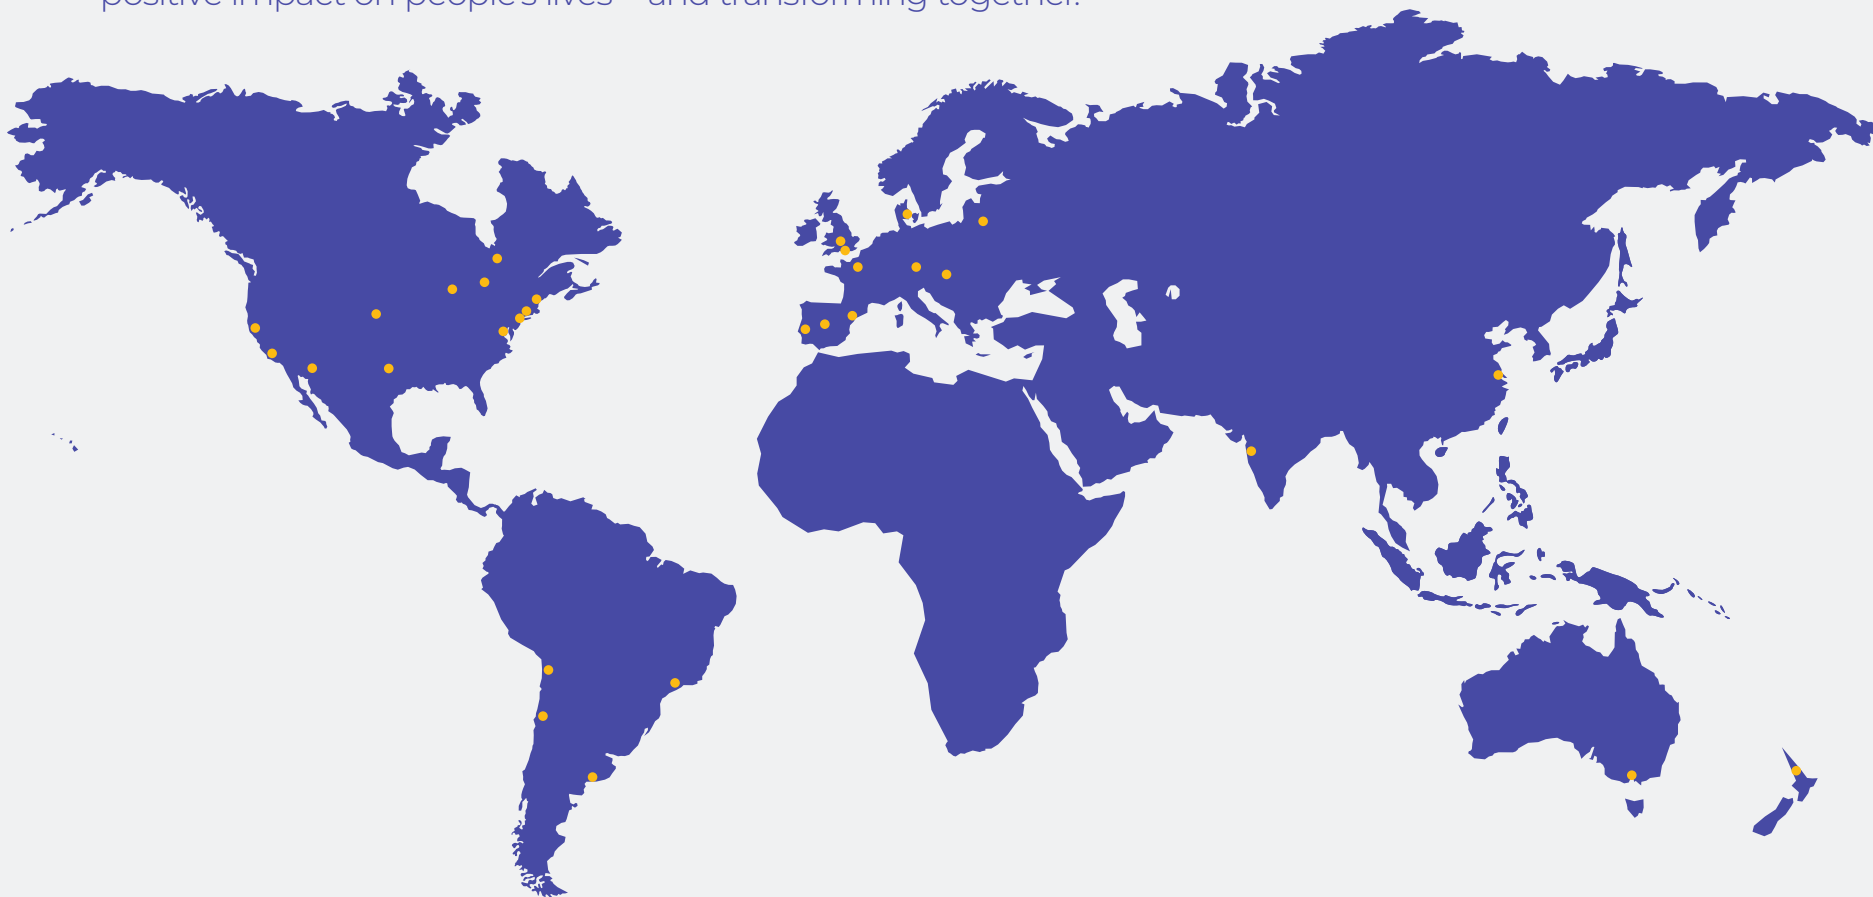 positive impact on people's lives – and transforming together.